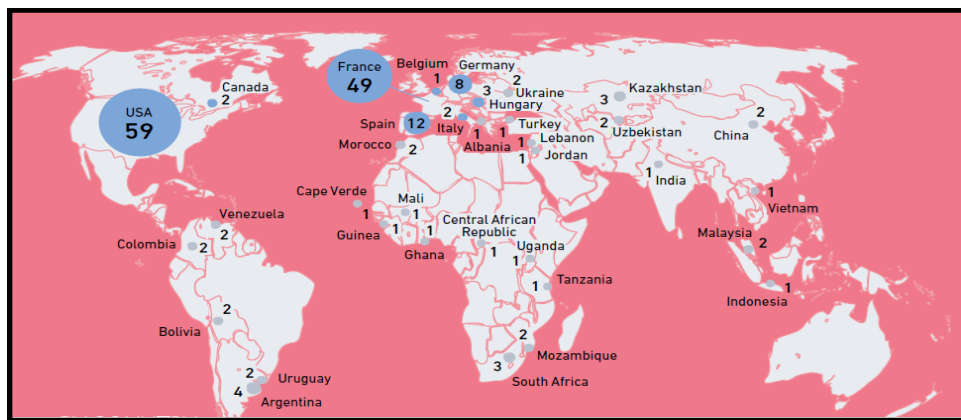 Belgium
1
Germany
8
France
49
USA
59
Canada
2
3
2
Ukraine
Hungary
Kazakhstan
3
2
Uzbekistan
2
China
Spain
12
2
Italy
1
Albania
1
Turkey
Morocco
2
1
Lebanon
1
Jordan
1
India
1
Vietnam
Malaysia
2
Indonesia
1
Cape Verde
1
Mali
1
Guinea
1
1
Ghana
Central African
Republic
1
Uganda
1
1
Tanzania
Venezuela
2
Colombia
2
2
Bolivia
2
Mozambique
3
South Africa
2
Uruguay
4
Argentina